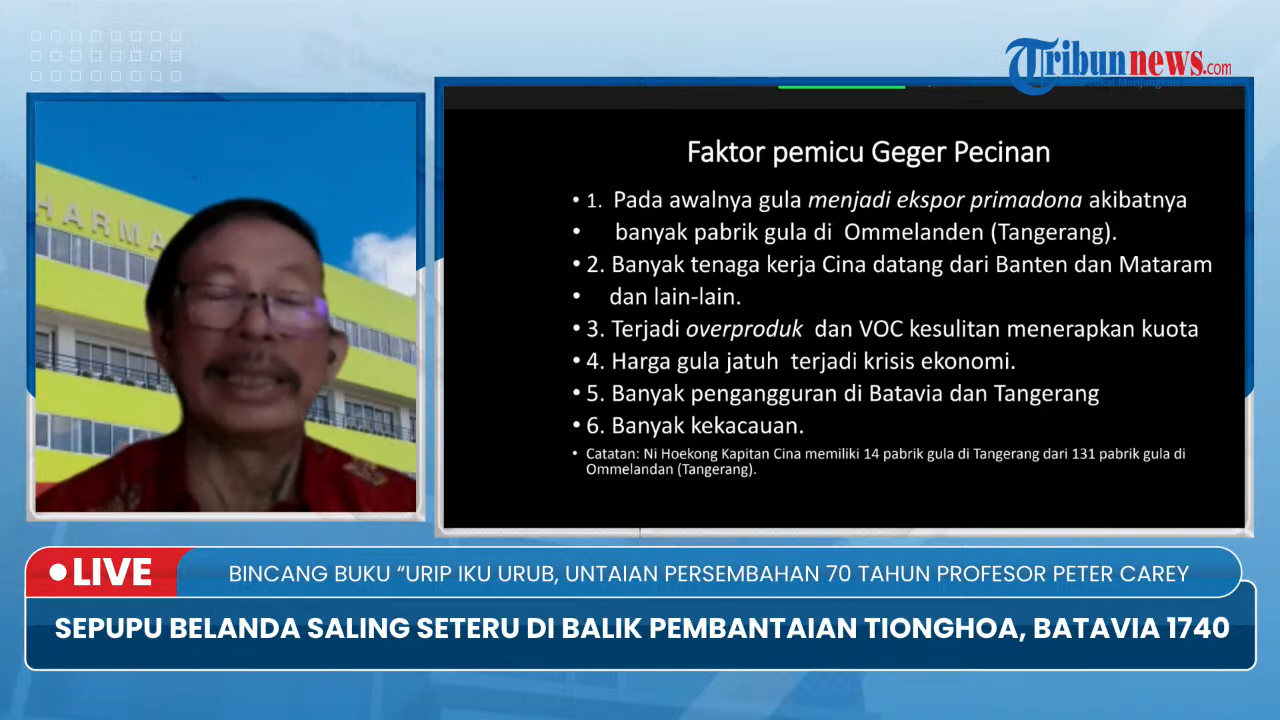 Tribunnews.com
HARMA
Faktor pemicu Geger Pecinan
• 1. Pada awalnya gula menjadi ekspor primadona akibatnya
• banyak pabrik gula di Ommelanden (Tangerang).
• 2. Banyak tenaga kerja Cina datang dari Banten dan Mataram
• dan lain-lain.
• 3. Terjadi overproduk dan VOC kesulitan menerapkan kuota
• 4. Harga gula jatuh terjadi krisis ekonomi.
• 5. Banyak pengangguran di Batavia dan Tangerang
• 6. Banyak kekacauan.
• Catatan: Ni Hoekong Kapitan Cina memiliki 14 pabrik gula di Tangerang dari 131 pabrik gula di
Ommelandan (Tangerang).
LIVE
BINCANG BUKU “URIP IKU URUB, UNTAIAN PERSEMBAHAN 70 TAHUN PROFESOR PETER CAREY
SEPUPU BELANDA SALING SETERU DI BALIK PEMBANTAIAN TIONGHOA, BATAVIA 1740